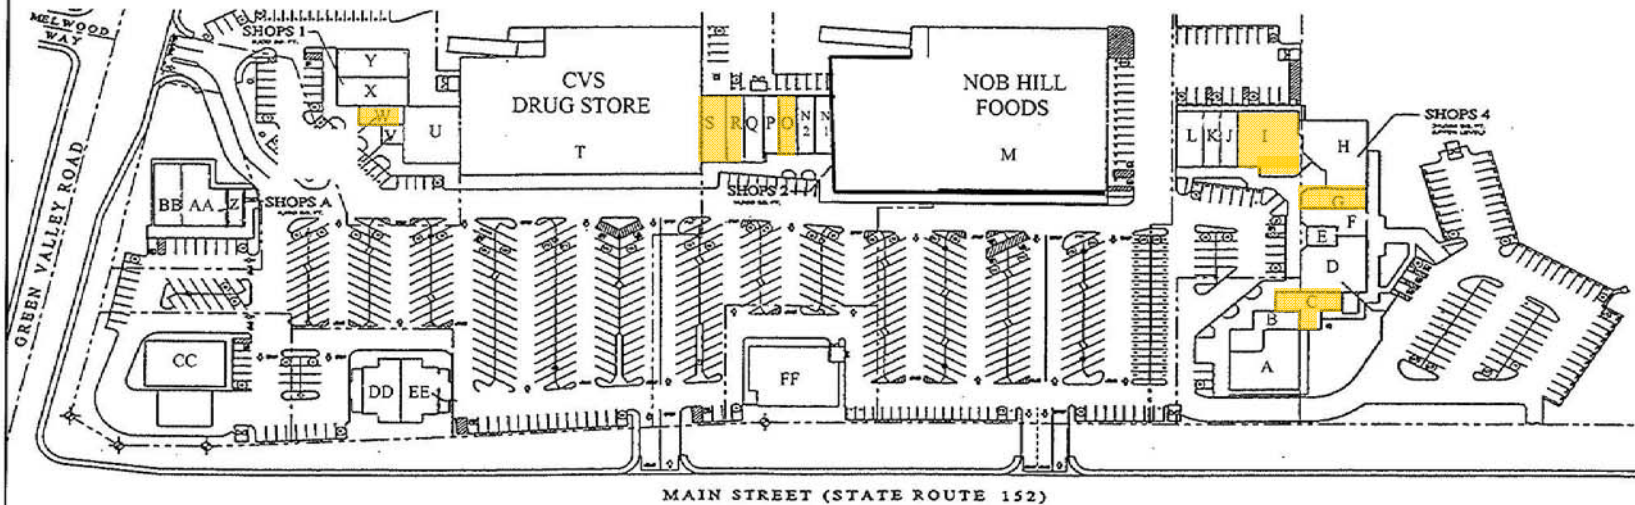 MELWOOD
WAY
SHOPS 1
Y
X
W
V
U
CVS
DRUG STORE
T
S
R
Q
P
O
N
2
N
1
NOB HILL
FOODS
M
L
K
J
I
H
SHOPS 4
G
F
E
D
C
B
A
SHOPS 2
BB
AA
Z
SHOPS A
GREEN VALLEY ROAD
CC
DD
EE
FF
MAIN STREET (STATE ROUTE 152)